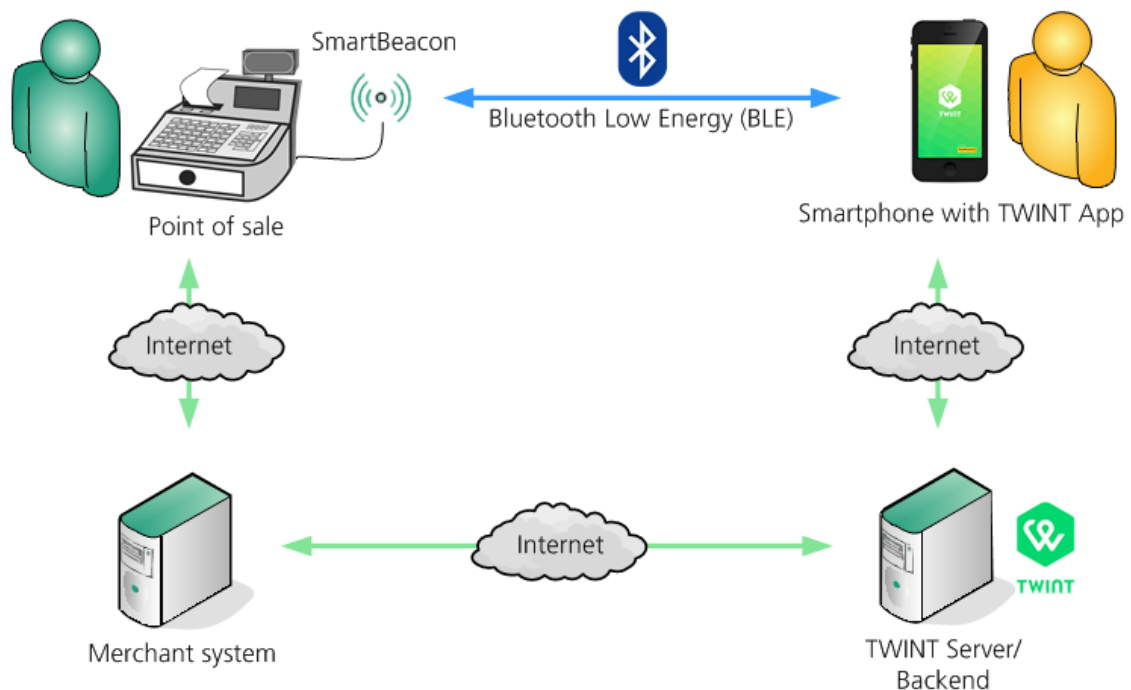 SmartBeacon
Bluetooth Low Energy (BLE)
TWINT
Point of sale
Smartphone with TWINT App
Internet
Internet
Internet
TWINT
Merchant system
TWINT Server/
Backend